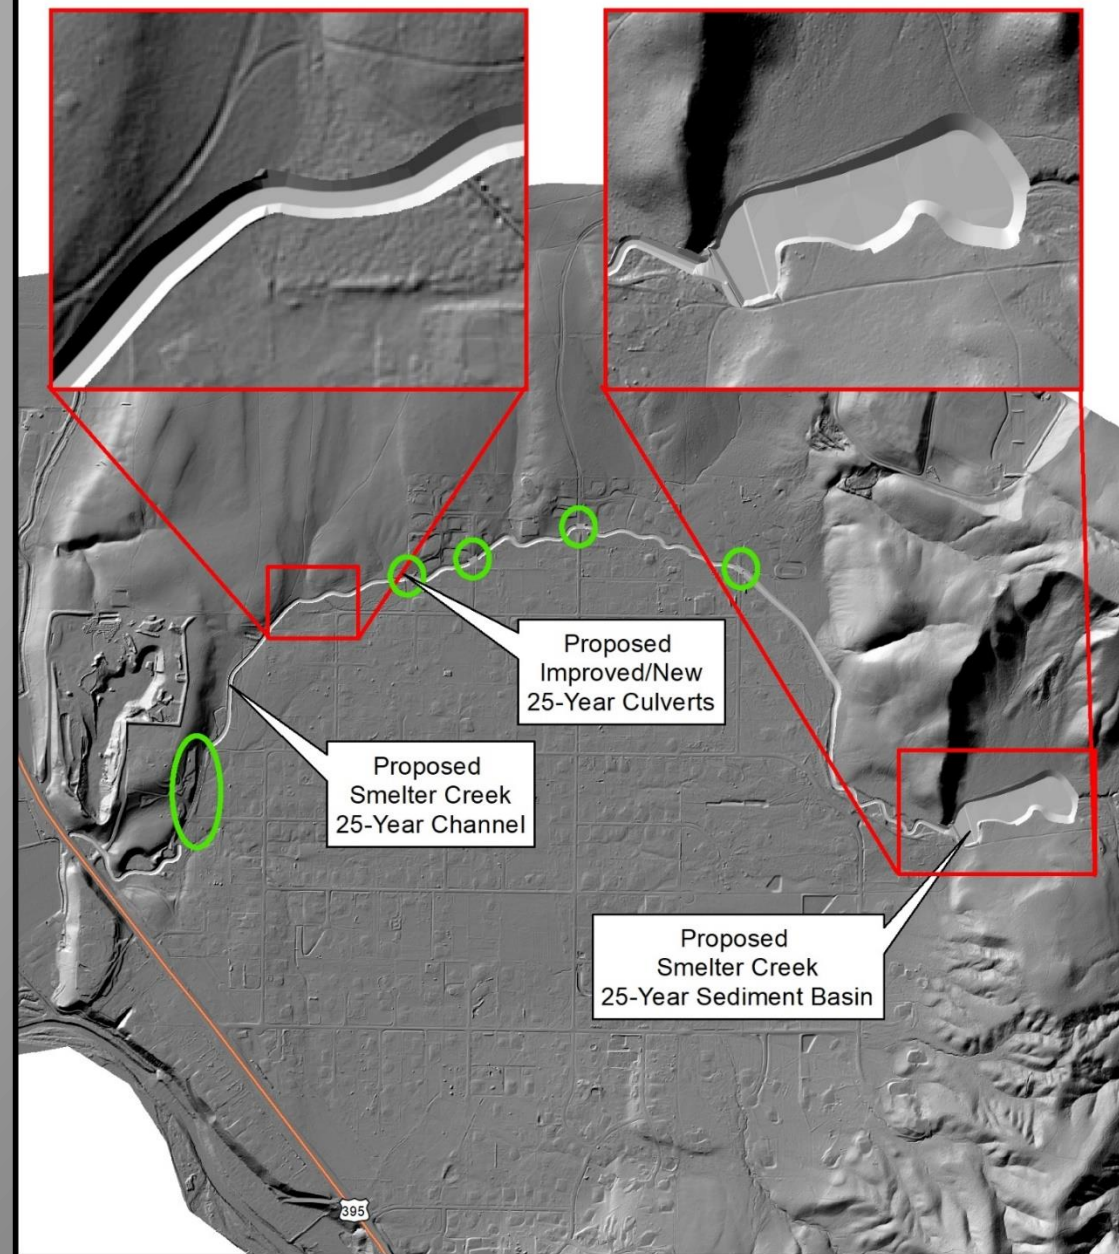 Proposed
Improved/New
25-Year Culverts
Proposed
Smelter Creek
25-Year Channel
Proposed
Smelter Creek
25-Year Sediment Basin
395